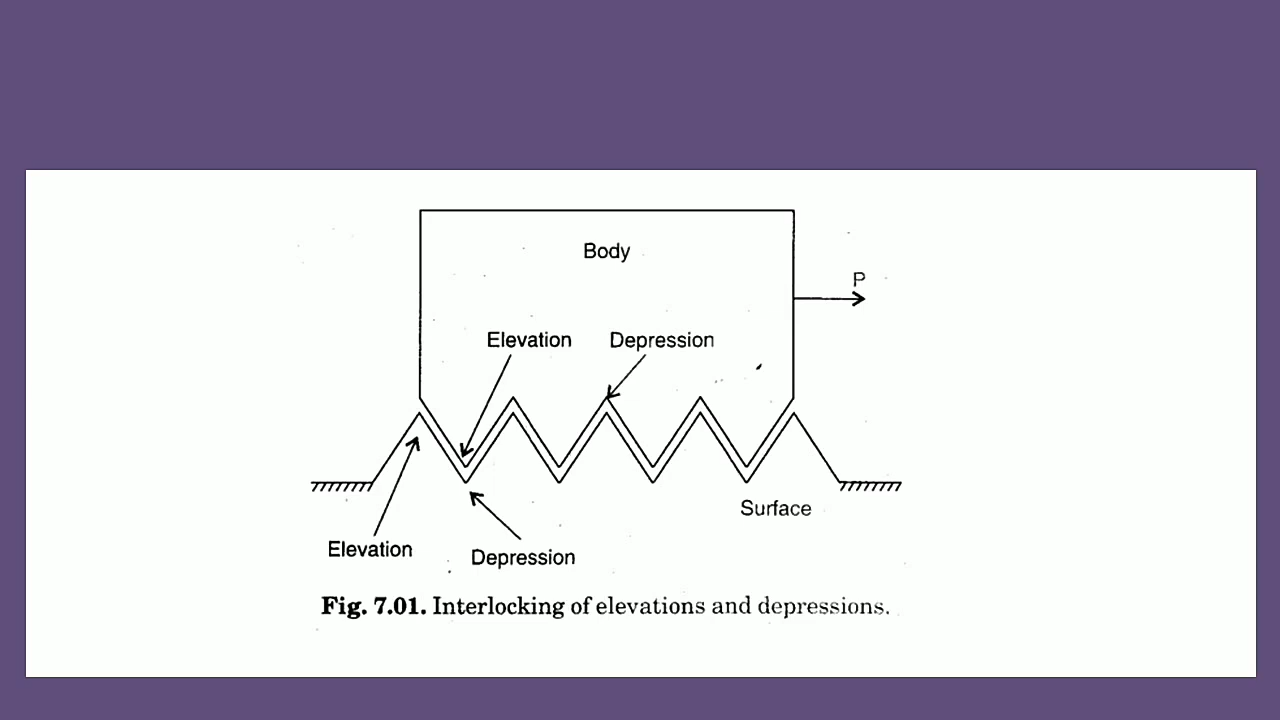 Body
P
Elevation
Depression
Surface
Elevation
Depression
Fig. 7.01. Interlocking of elevations and depressions.